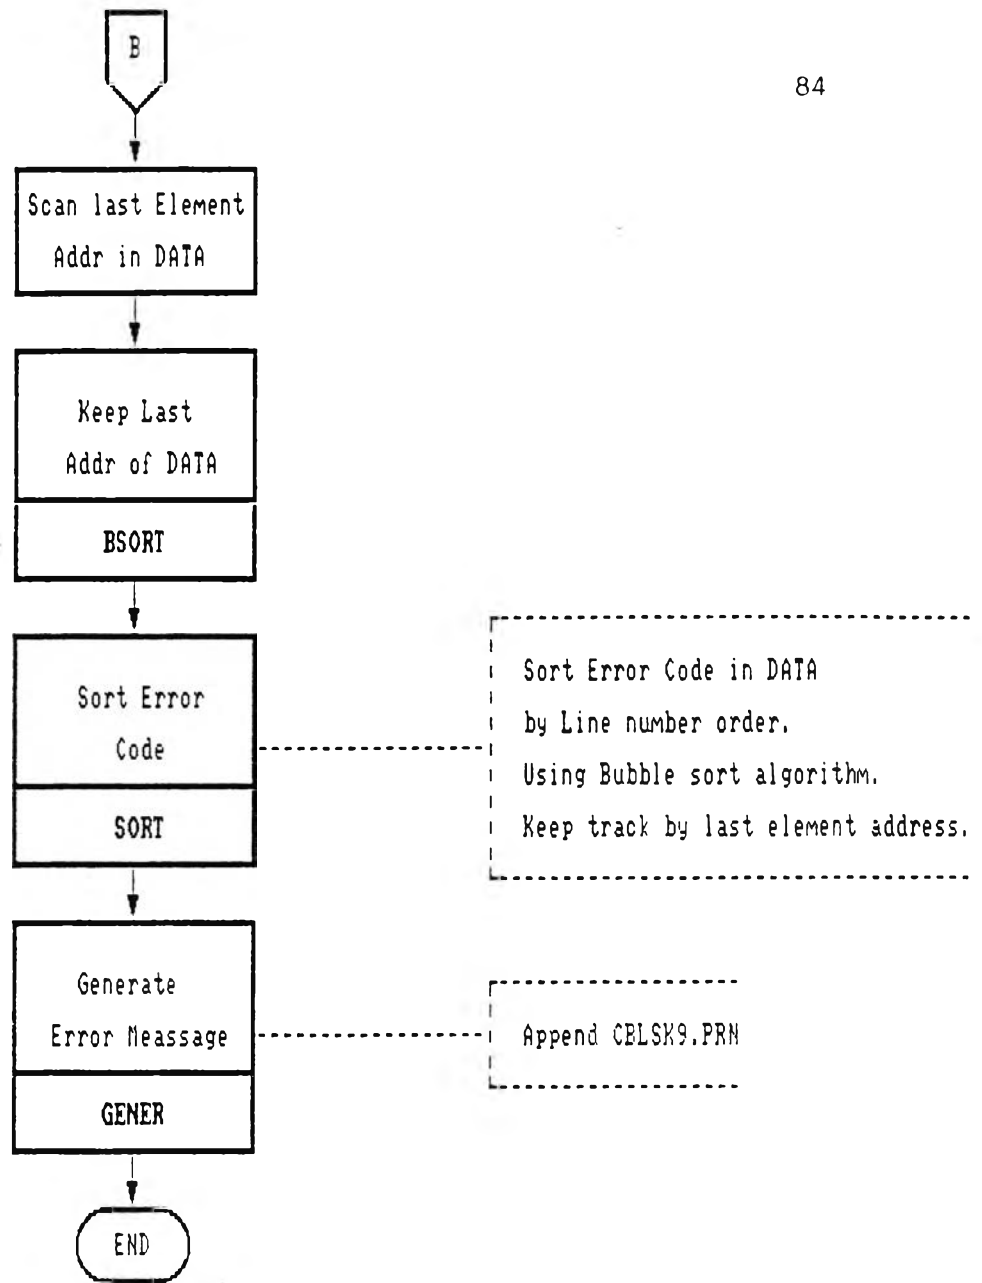 B
84
Scan last Element
Addr in DATA
Keep Last
Addr of DATA
BSORT
Sort Error
Code
SORT
Sort Error Code in DATA
by Line number order.
Using Bubble sort algorithm.
Keep track by last element address.
Generate
Error Meassage
GENER
Append CBLSK9.PRN
END